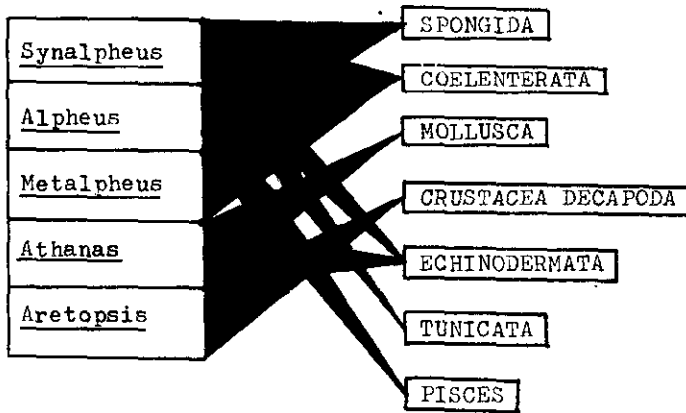 Synalpheus
Alpheus
Metalpheus
Athanas
Aretopsis
SPONGIDA
COELENTERATA
MOLLUSCA
CRUSTACEA DECAPODA
ECHINODERMATA
TUNICATA
PISCES